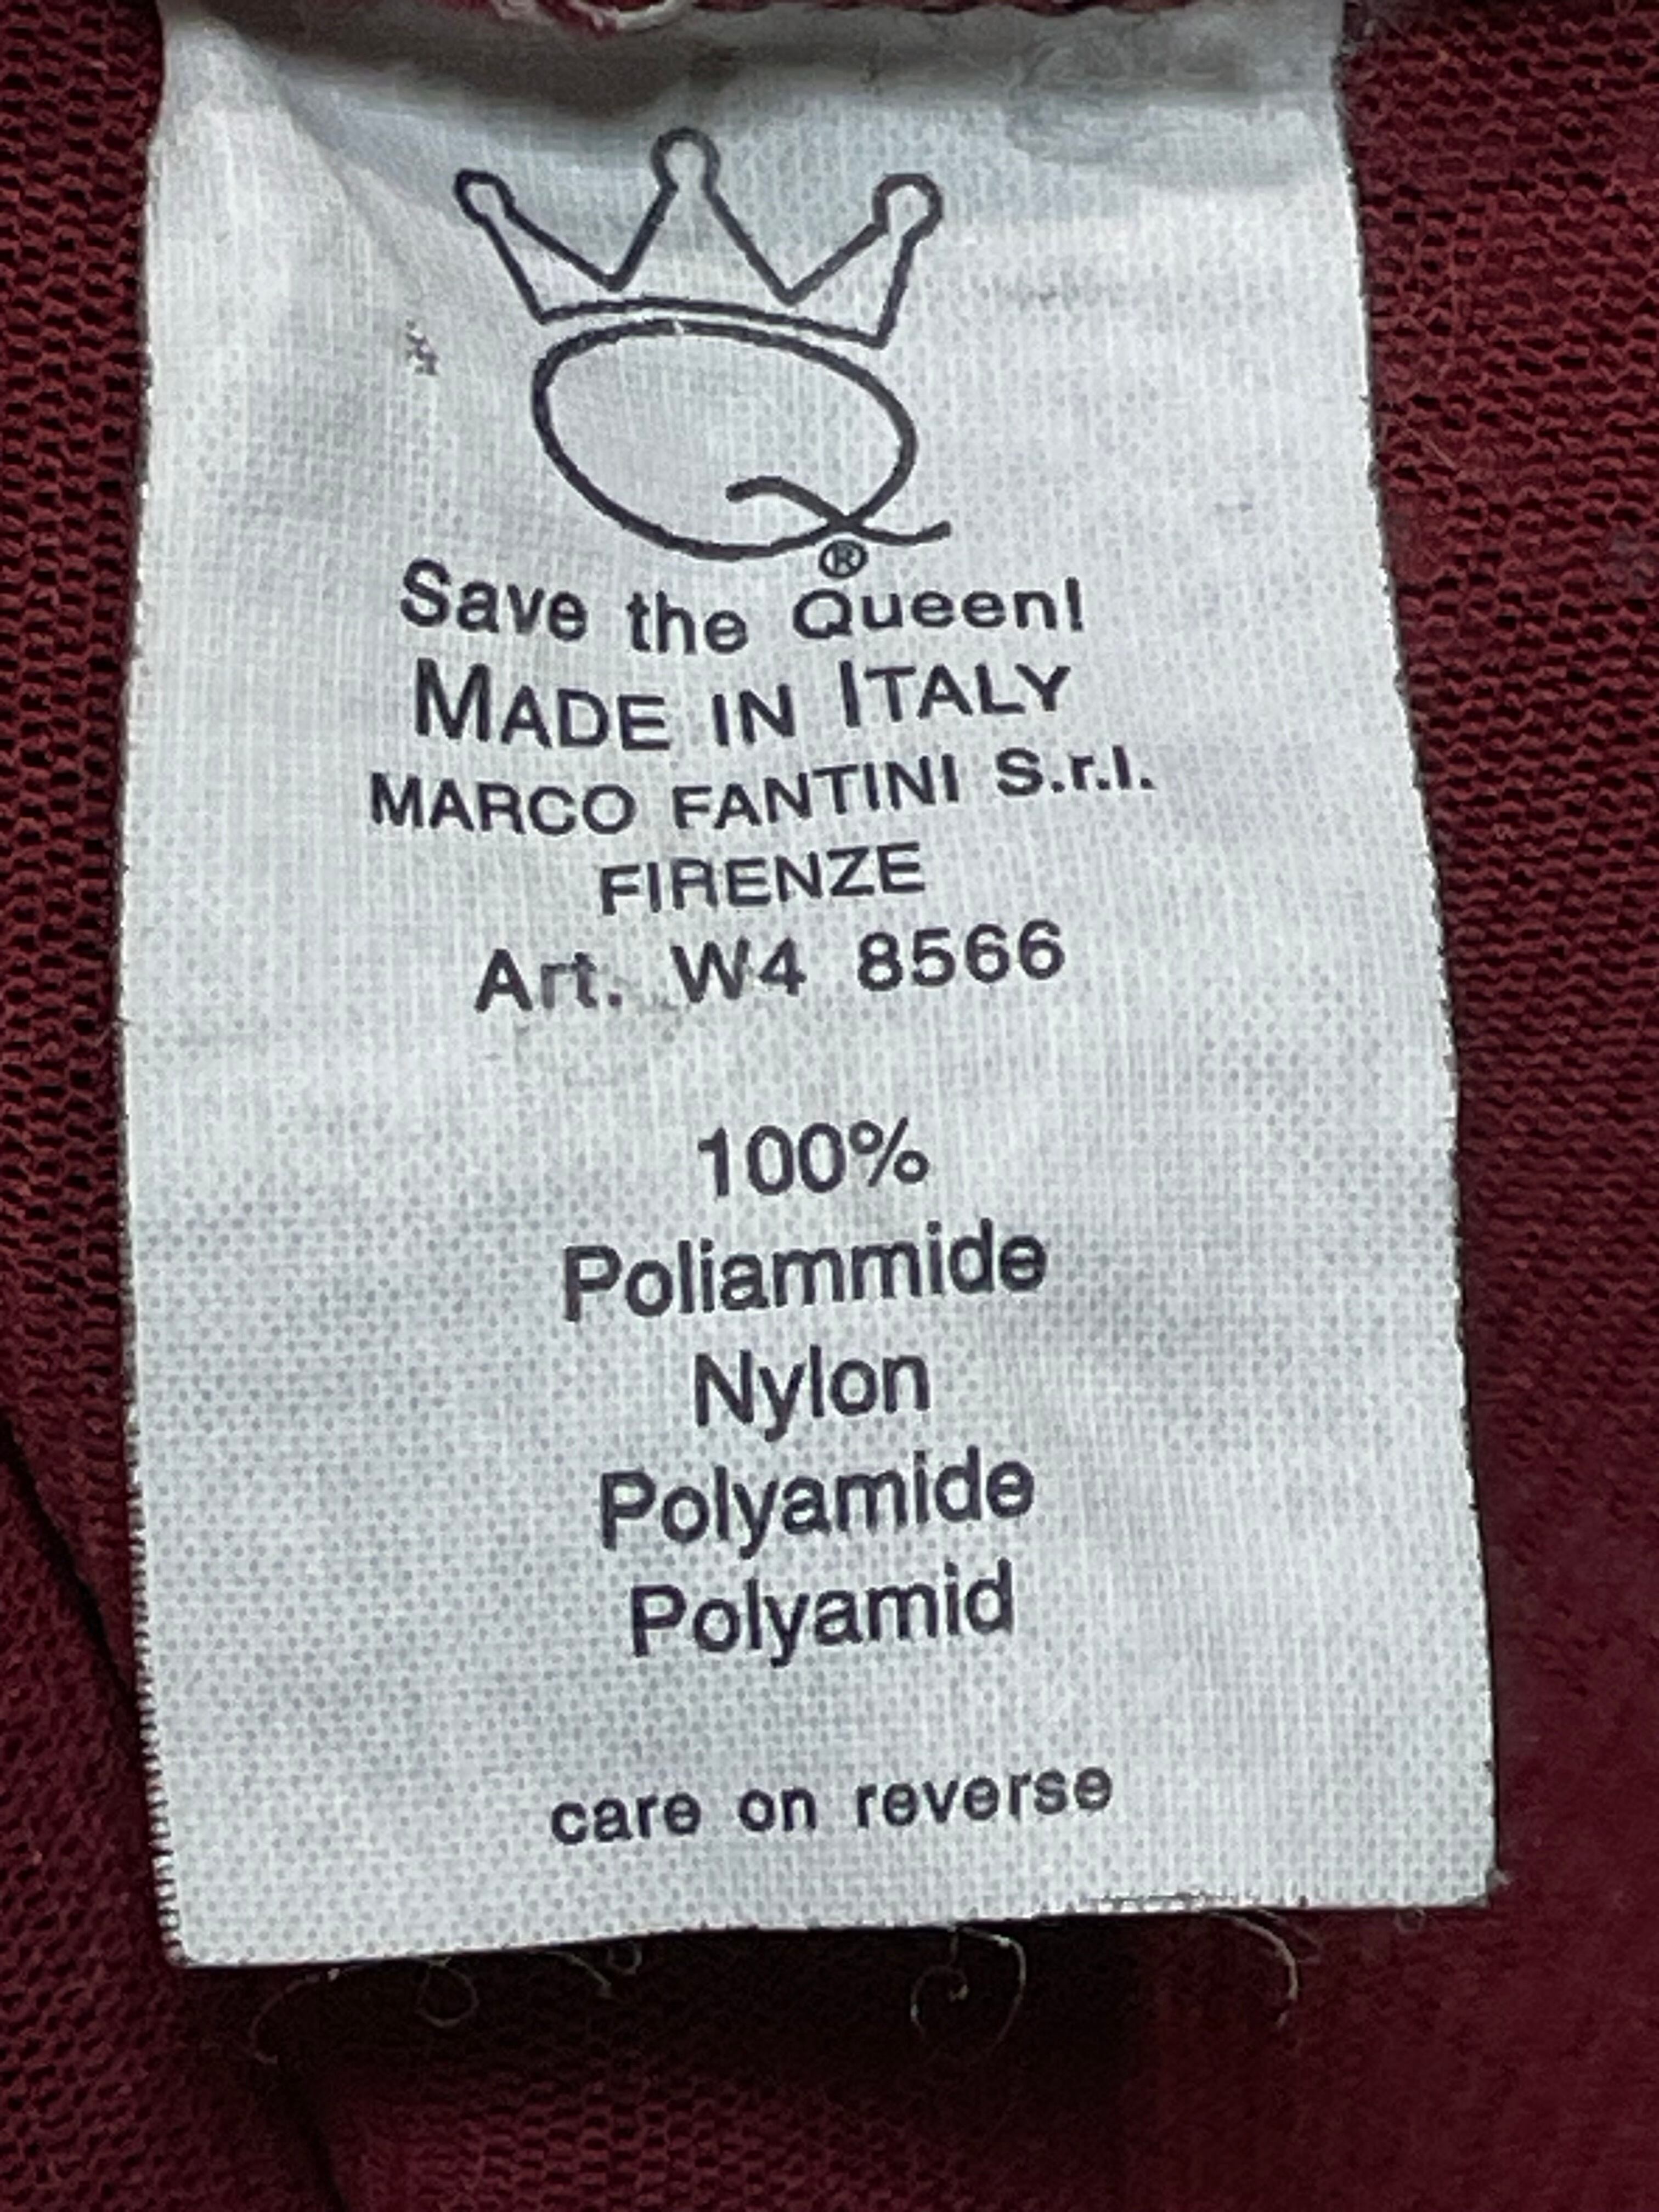 Q
®
Save the Queen!
MADE IN ITALY
MARCO FANTINI S.r.l.
FIRENZE
Art. W4 8566
100%
Poliammide
Nylon
Polyamide
Polyamid
care on reverse